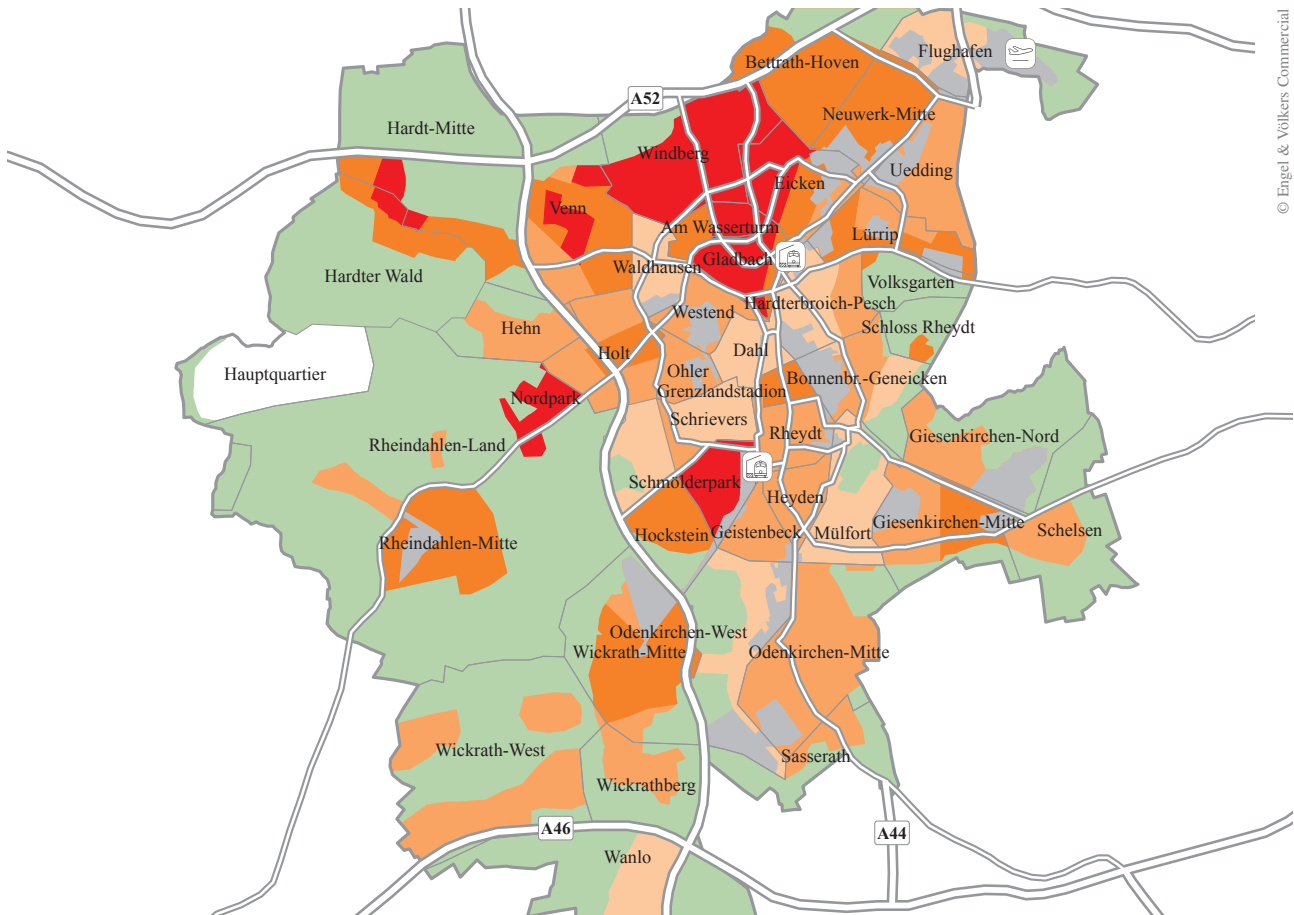 © Engel & Völkers Commercial
Flughafen
Bettrath-Hoven
A52
Neuwerk-Mitte
Hardt-Mitte
Windberg
Uedding
Eicken
Venn
Am Wasserturm
Lürrip
Gladbach
Waldhausen
Hardter Wald
Volksgarten
Hardterbroich-Pesch
Westend
Hehn
Schloss Rheydt
Holt
Dahl
Hauptquartier
Ohler
Bonnenbr.-Geneicken
Grenzlandstadion
Nordpark
Schrievers
Rheydt
Giesenkirchen-Nord
Rheindahlen-Land
Schmölderpark
Heyden
Giesenkirchen-Mitte
Hockstein
Geistenbeck
Mülfort
Schelsen
Rheindahlen-Mitte
Odenkirchen-West
Wickrath-Mitte
Odenkirchen-Mitte
Wickrath-West
Sasserath
Wickrathberg
A46
A44
Wanlo